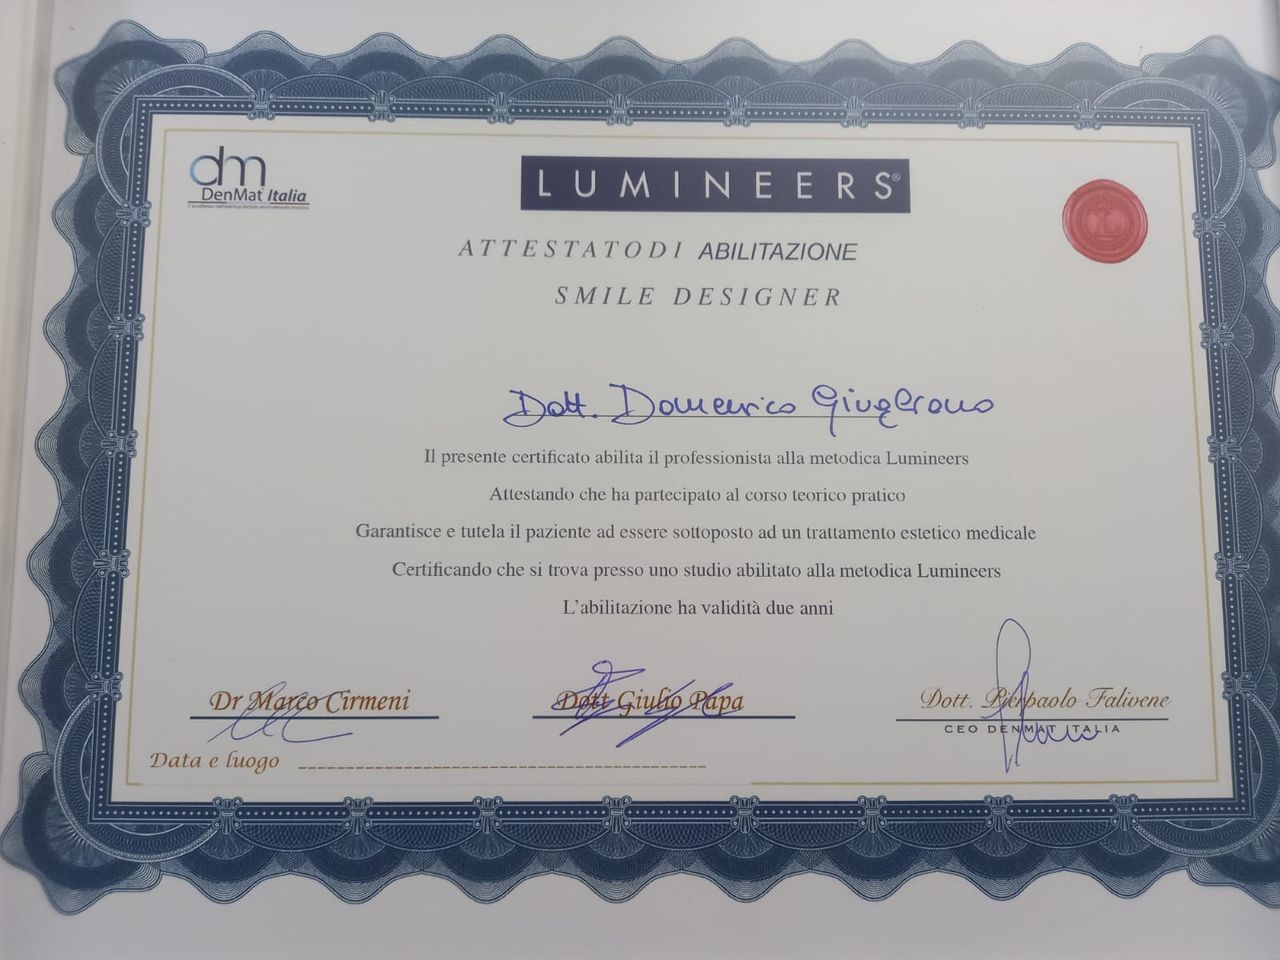 dm
DenMat Italia
LUMINEERS®
ATTESTATO DI ABILITAZIONE
SMILE DESIGNER
Dott. Domenico Giugliano
Il presente certificato abilita il professionista alla metodica Lumineers
Attestando che ha partecipato al corso teorico pratico
Garantisce e tutela il paziente ad essere sottoposto ad un trattamento estetico medicale
Certificando che si trova presso uno studio abilitato alla metodica Lumineers
L'abilitazione ha validità due anni
Dr Marco Cirmeni
Dott Giulio Papa
Dott. Pierpaolo Falivene
CEO DENMAT ITALIA
Data e luogo